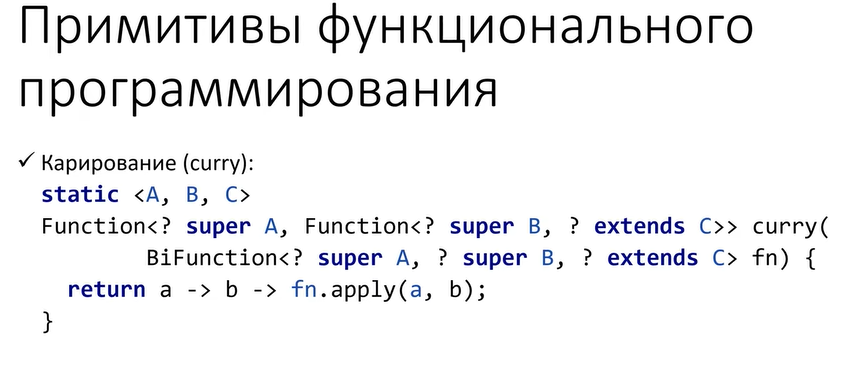 Примитивы функционального
программирования
✓ Карирование (curry):
static <A, B, C>
Function<? super A, Function<? super B, ? extends C>> curry(
BiFunction<? super A, ? super B, ? extends C> fn) {
return a -> b -> fn.apply(a, b);
}